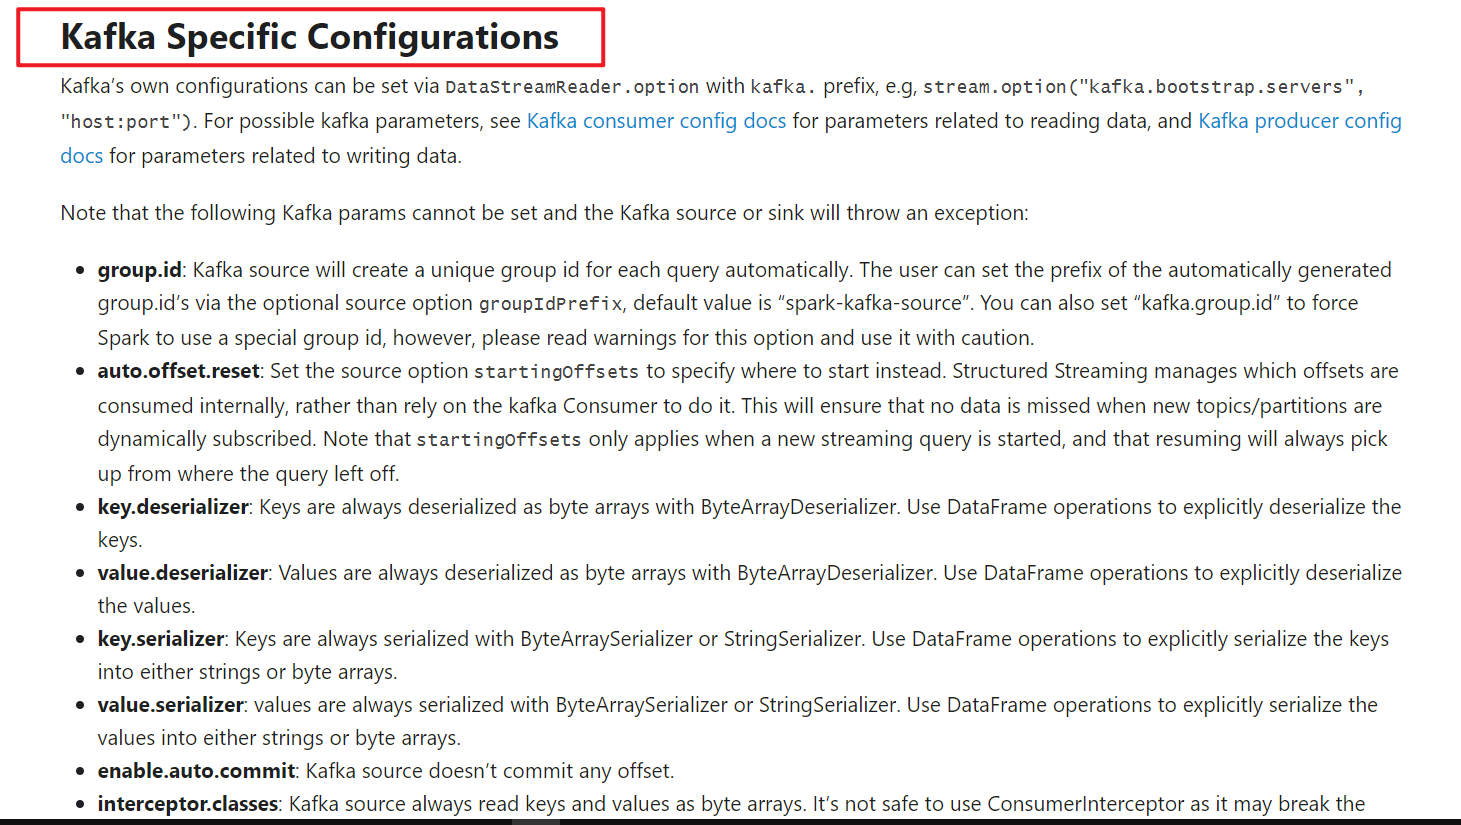 Kafka Specific Configurations
Kafka’s own configurations can be set via DataStreamReader.option with kafka. prefix, e.g, stream.option("kafka.bootstrap.servers",
"host:port"). For possible kafka parameters, see Kafka consumer config docs for parameters related to reading data, and Kafka producer config
docs for parameters related to writing data.
Note that the following Kafka params cannot be set and the Kafka source or sink will throw an exception:
• group.id: Kafka source will create a unique group id for each query automatically. The user can set the prefix of the automatically generated
group.id’s via the optional source option groupIdPrefix, default value is “spark-kafka-source”. You can also set “kafka.group.id” to force
Spark to use a special group id, however, please read warnings for this option and use it with caution.
• auto.offset.reset: Set the source option startingOffsets to specify where to start instead. Structured Streaming manages which offsets are
consumed internally, rather than rely on the kafka Consumer to do it. This will ensure that no data is missed when new topics/partitions are
dynamically subscribed. Note that startingOffsets only applies when a new streaming query is started, and that resuming will always pick
up from where the query left off.
• key.deserializer: Keys are always deserialized as byte arrays with ByteArrayDeserializer. Use DataFrame operations to explicitly deserialize the
keys.
• value.deserializer: Values are always deserialized as byte arrays with ByteArrayDeserializer. Use DataFrame operations to explicitly deserialize
the values.
• key.serializer: Keys are always serialized with ByteArraySerializer or StringSerializer. Use DataFrame operations to explicitly serialize the keys
into either strings or byte arrays.
• value.serializer: values are always serialized with ByteArraySerializer or StringSerializer. Use DataFrame operations to explicitly serialize the
values into either strings or byte arrays.
• enable.auto.commit: Kafka source doesn’t commit any offset.
• interceptor.classes: Kafka source always read keys and values as byte arrays. It’s not safe to use ConsumerInterceptor as it may break the